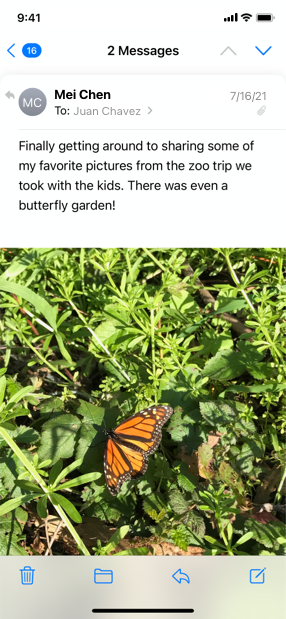 9:41
16
2 Messages
MC
Mei Chen
7/16/21
To: Juan Chavez
Finally getting around to sharing some of
my favorite pictures from the zoo trip we
took with the kids. There was even a
butterfly garden!